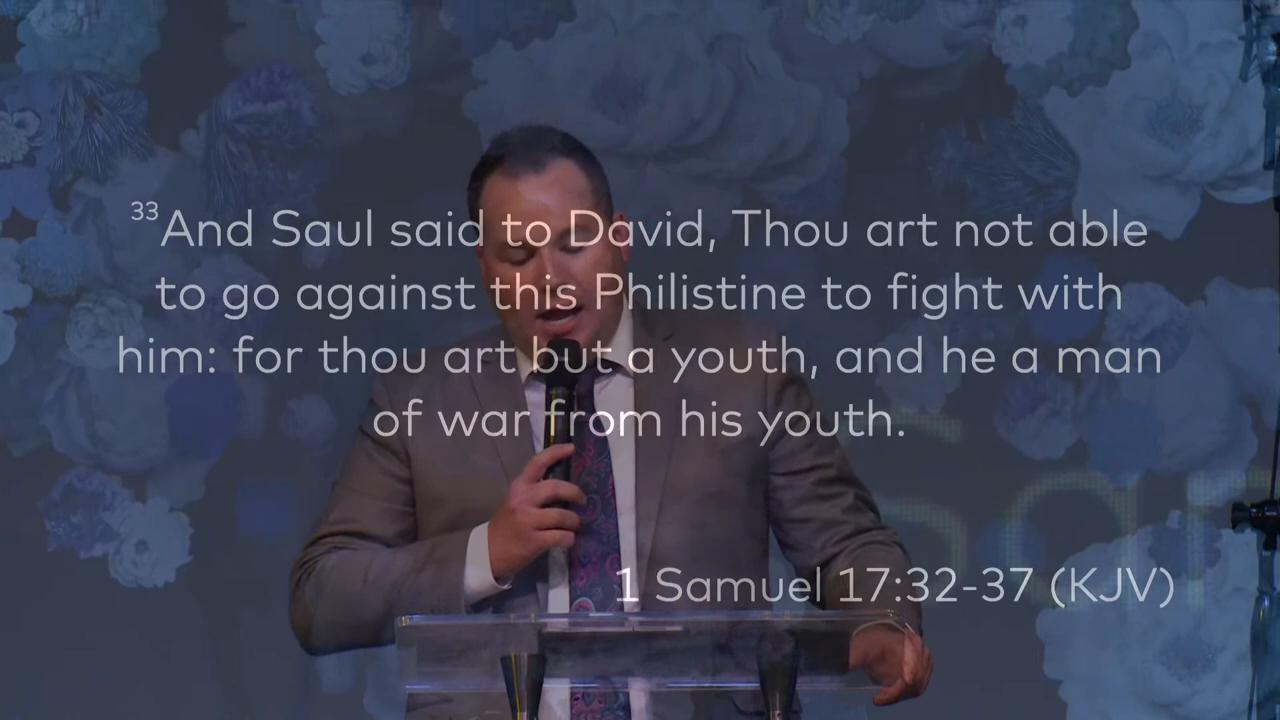 33And Saul said to David, Thou art not able
to go against this Philistine to fight with
him: for thou art but a youth, and he a man
of war from his youth.
1 Samuel 17:32-37 (KJV)